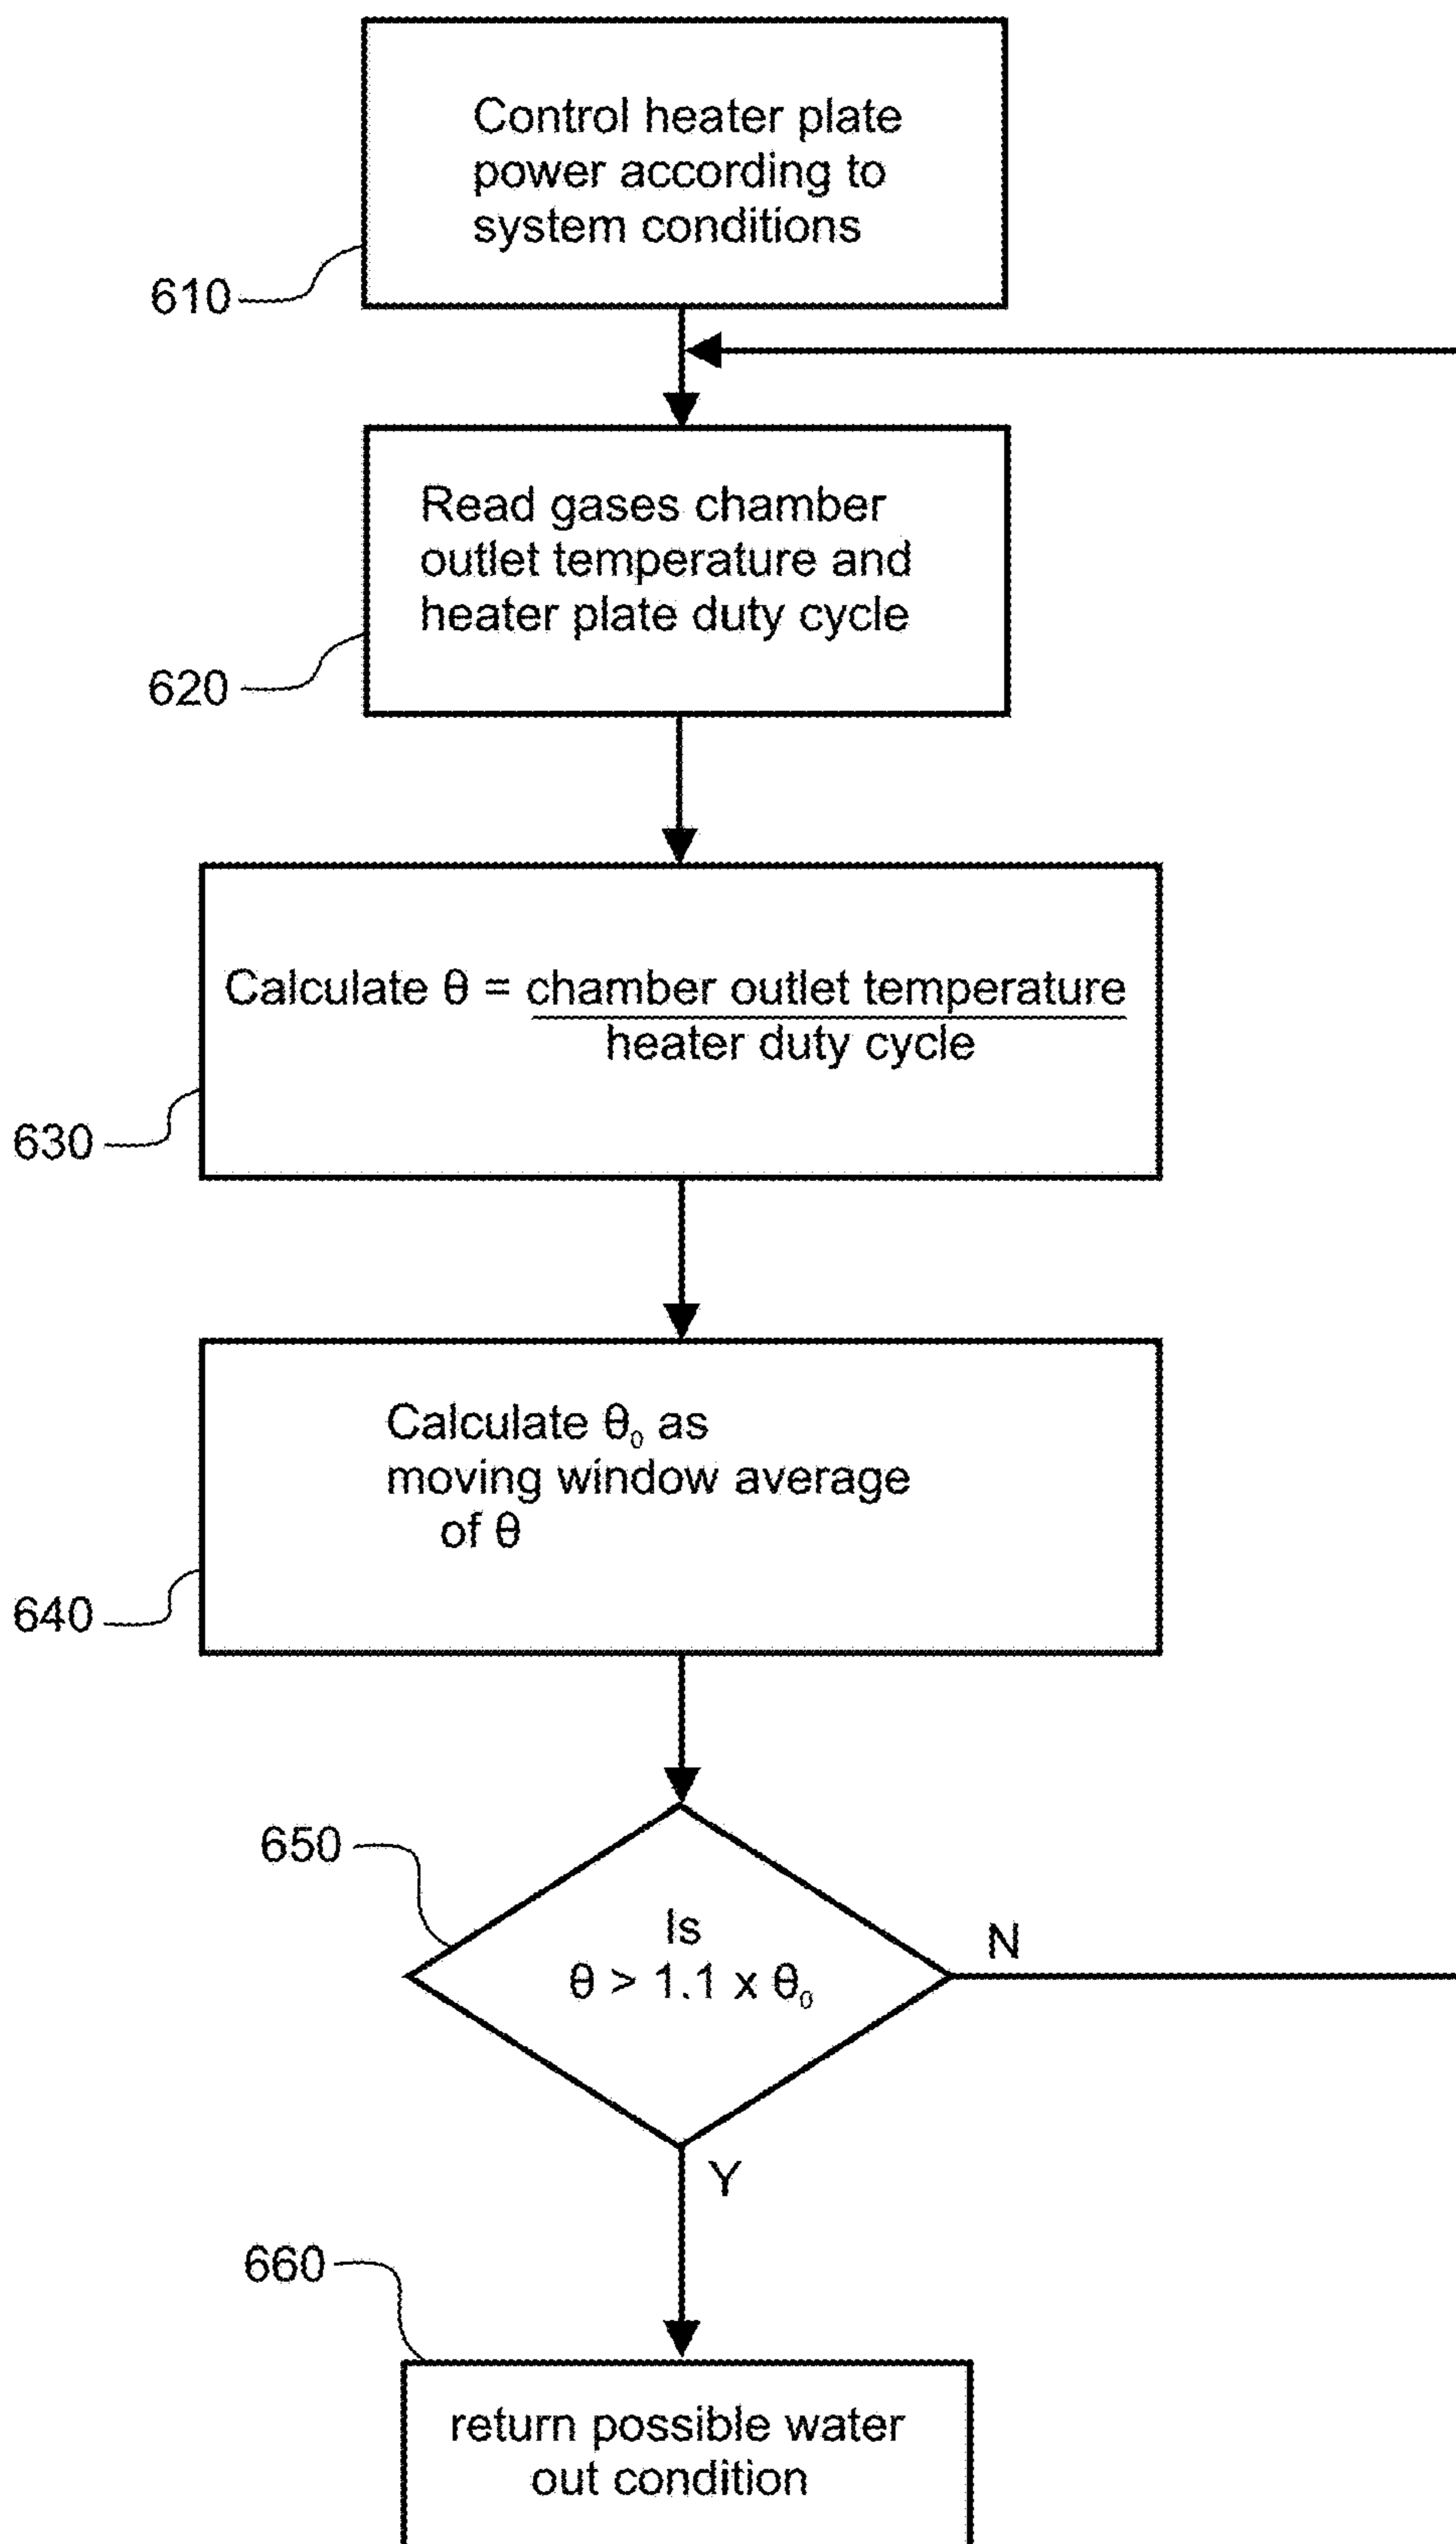 Control heater plate
power according to
system conditions
610
Read gases chamber
outlet temperature and
heater plate duty cycle
620
Calculate θ = chamber outlet temperature
heater duty cycle
630
Calculate θ₀ as
moving window average
of θ
640
650
Is
θ > 1.1 x θ₀
N
Y
660
return possible water
out condition